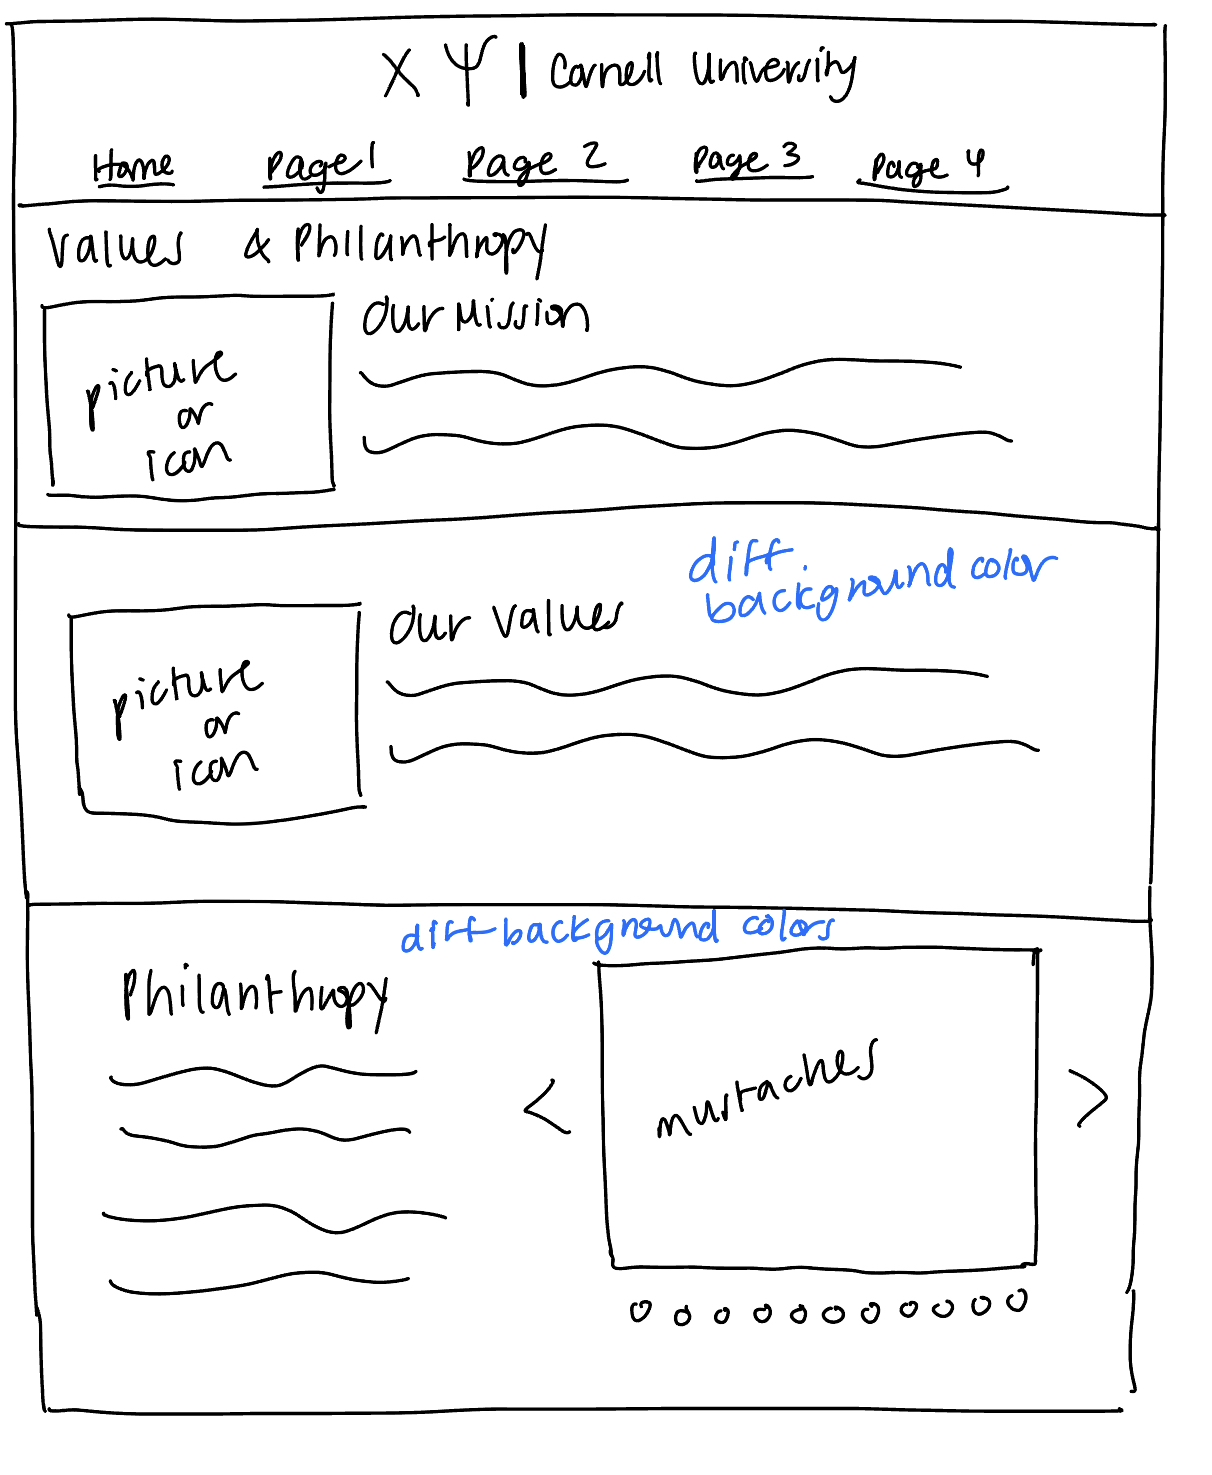 Χ Ψ | Cornell University
Home Page 1 Page 2 Page 3 Page 4
Values & Philanthropy
Our Mission
picture
or
icon
diff.
background color
Our Values
picture
or
icon
diff background colors
Philanthropy
mustaches
< >